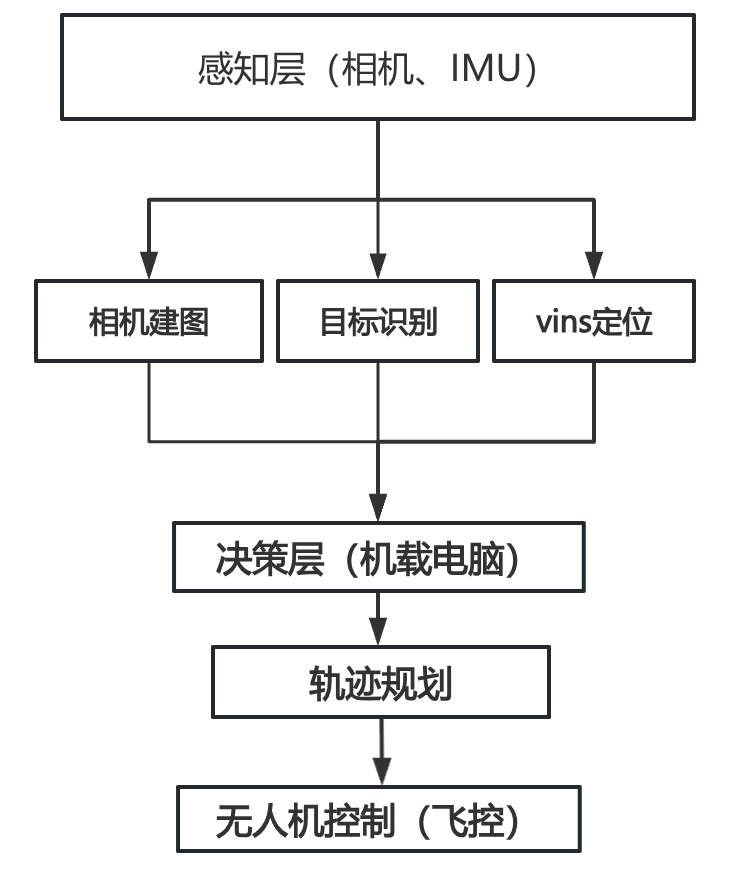 感知层（相机、IMU）
相机建图
目标识别
vins定位
决策层（机载电脑）
轨迹规划
无人机控制（飞控）